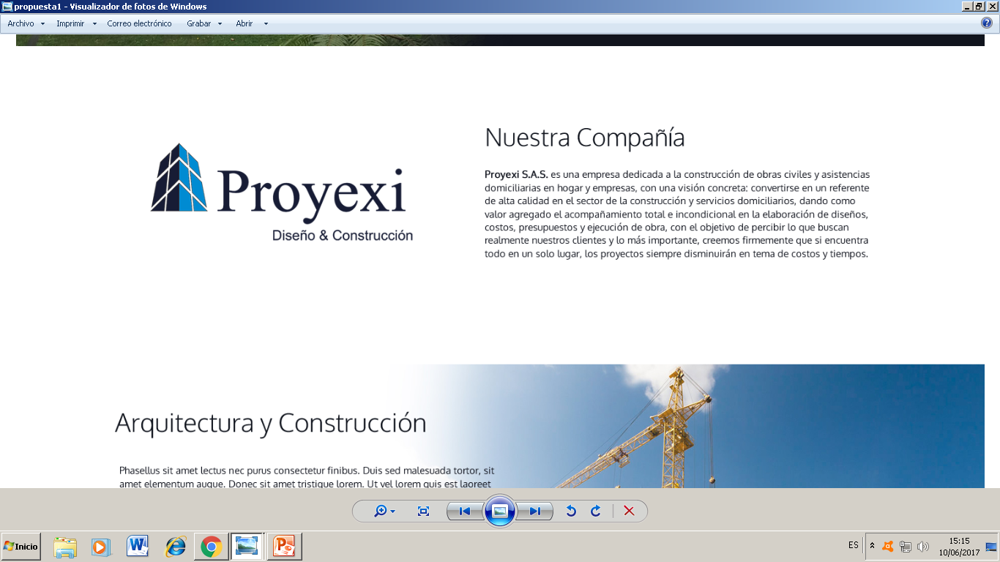 propuesta1 - Visualizador de fotos de Windows
Archivo Imprimir Correo electrónico Grabar Abrir
Nuestra Compañía
Proyexi
Diseño & Construcción
Proyexi S.A.S. es una empresa dedicada a la construcción de obras civiles y asistencias
domiciliarias en hogar y empresas, con una visión concreta: convertirse en un referente
de alta calidad en el sector de la construcción y servicios domiciliarios, dando como
valor agregado el acompañamiento total e incondicional en la elaboración de diseños,
costos, presupuestos y ejecución de obra, con el objetivo de percibir lo que buscan
realmente nuestros clientes y lo más importante, creemos firmemente que si encuentra
todo en un solo lugar, los proyectos siempre disminuirán en tema de costos y tiempos.
Arquitectura y Construcción
Phasellus sit amet lectus nec purus consectetur finibus. Duis sed malesuada tortor, sit
amet elementum augue. Donec sit amet tristique lorem. Ut vel lorem quis est laoreet
Inicio
ES
15:15
10/06/2017